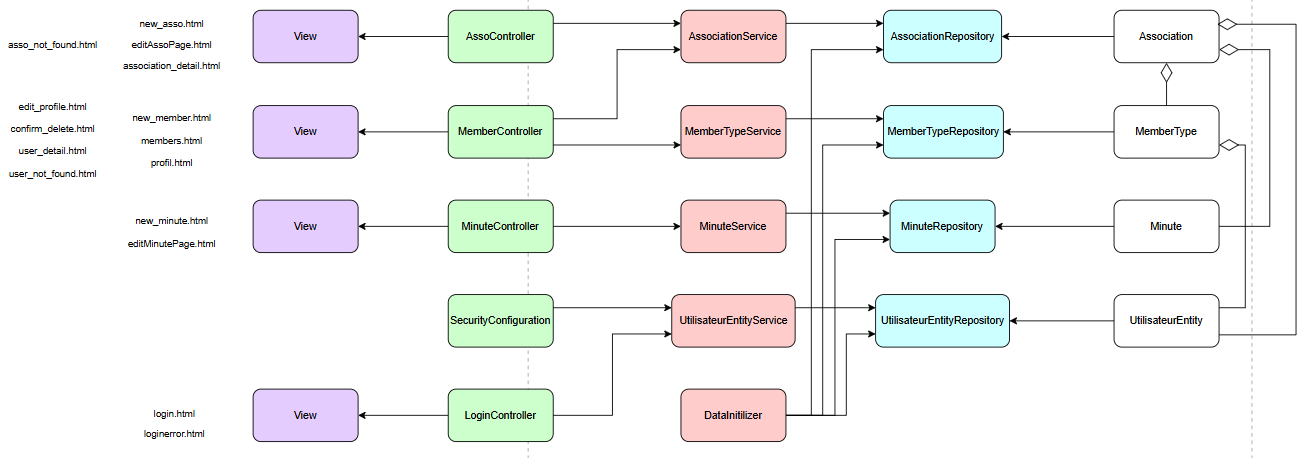 new_asso.html
asso_not_found.html
editAssoPage.html
association_detail.html
View
AssoController
AssociationService
AssociationRepository
Association
edit_profile.html
confirm_delete.html
user_detail.html
user_not_found.html
new_member.html
members.html
profil.html
View
MemberController
MemberTypeService
MemberTypeRepository
MemberType
new_minute.html
editMinutePage.html
View
MinuteController
MinuteService
MinuteRepository
Minute
SecurityConfiguration
UtilisateurEntityService
UtilisateurEntityRepository
UtilisateurEntity
login.html
loginerror.html
View
LoginController
DataInitilizer